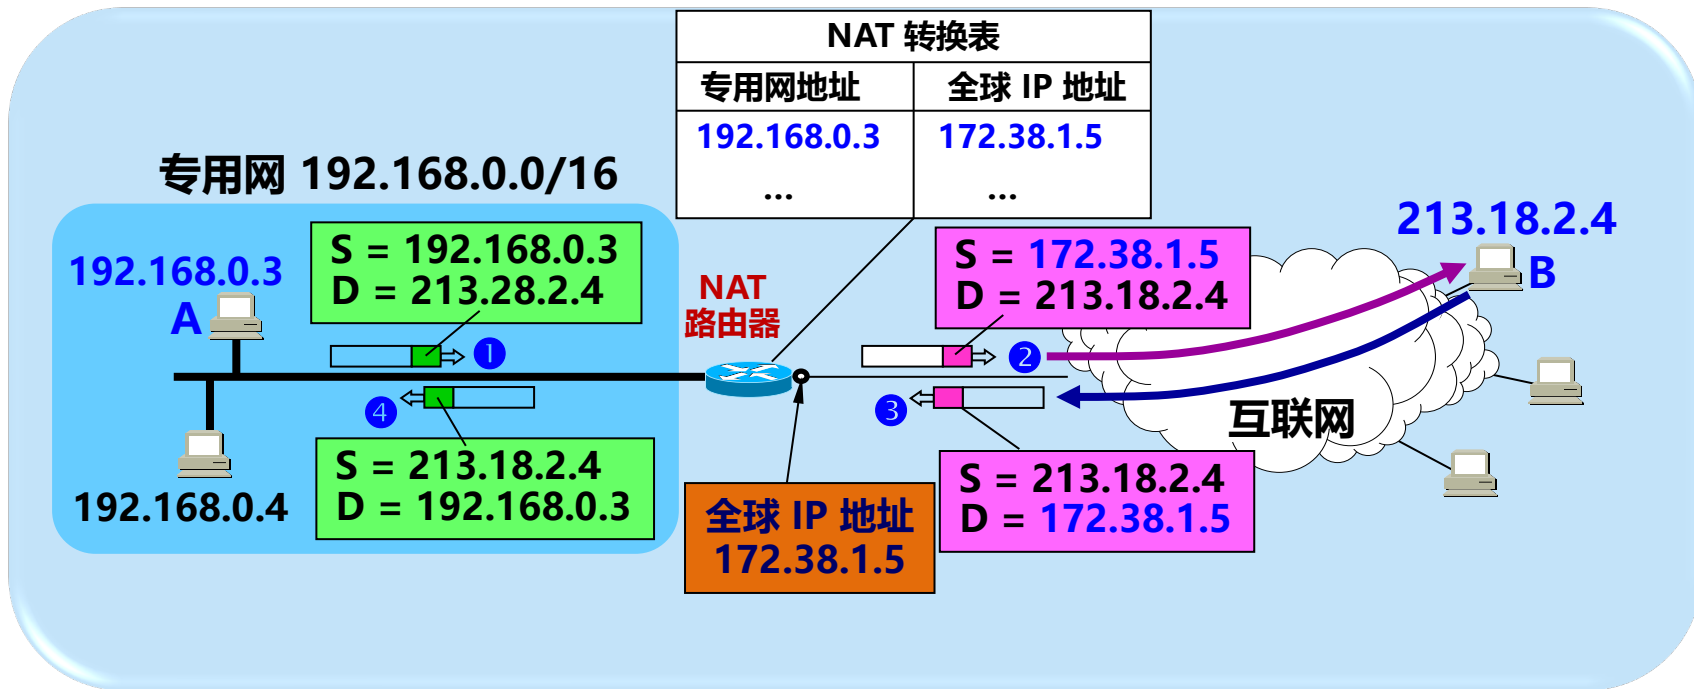 NAT 转换表
专用网地址 全球 IP 地址
192.168.0.3 172.38.1.5
... ...
专用网 192.168.0.0/16
192.168.0.3
A
S = 192.168.0.3
D = 213.28.2.4
❶
NAT
路由器
S = 172.38.1.5
D = 213.18.2.4
❷
213.18.2.4
B
互联网
❹
S = 213.18.2.4
D = 192.168.0.3
192.168.0.4
全球 IP 地址
172.38.1.5
❸
S = 213.18.2.4
D = 172.38.1.5